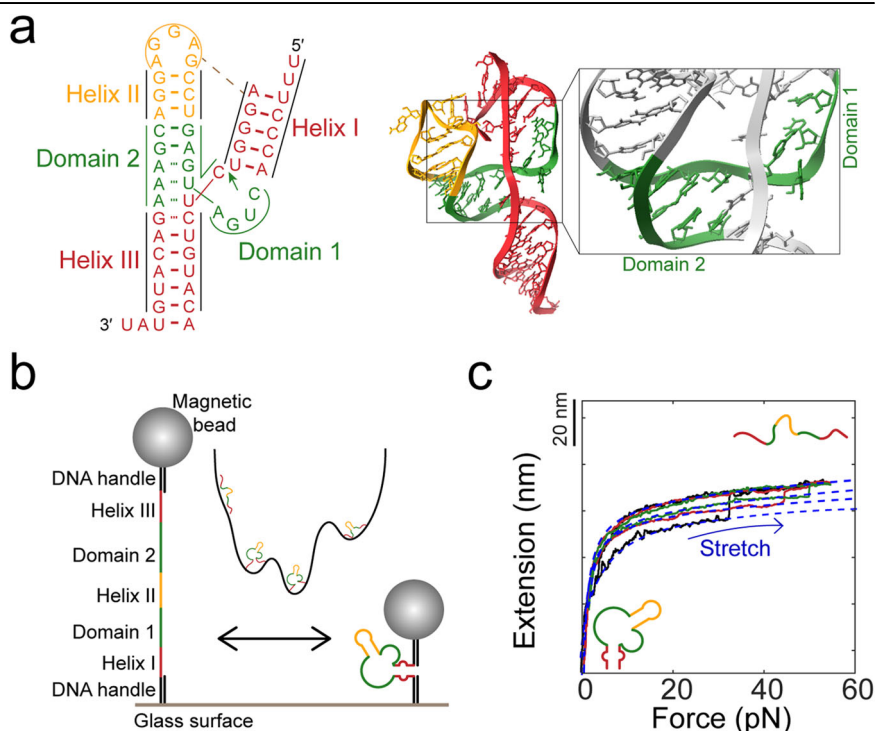 a
G
G A
A G
G C
G C
A U
Helix II
5′
U
U
U
A C
G C
G C
G A
U
C
Helix I
C G
G A
A G
A U
A U
A
Domain 2
C
U
G
A
Domain 1
G C
A U
C G
A U
U A
G C
3′ U A U A
Helix III
Domain 1
Domain 2
b
Magnetic
bead
DNA handle
Helix III
Domain 2
Helix II
Domain 1
Helix I
DNA handle
Glass surface
c
20 nm
Extension (nm)
Stretch
0 20 40 60
Force (pN)